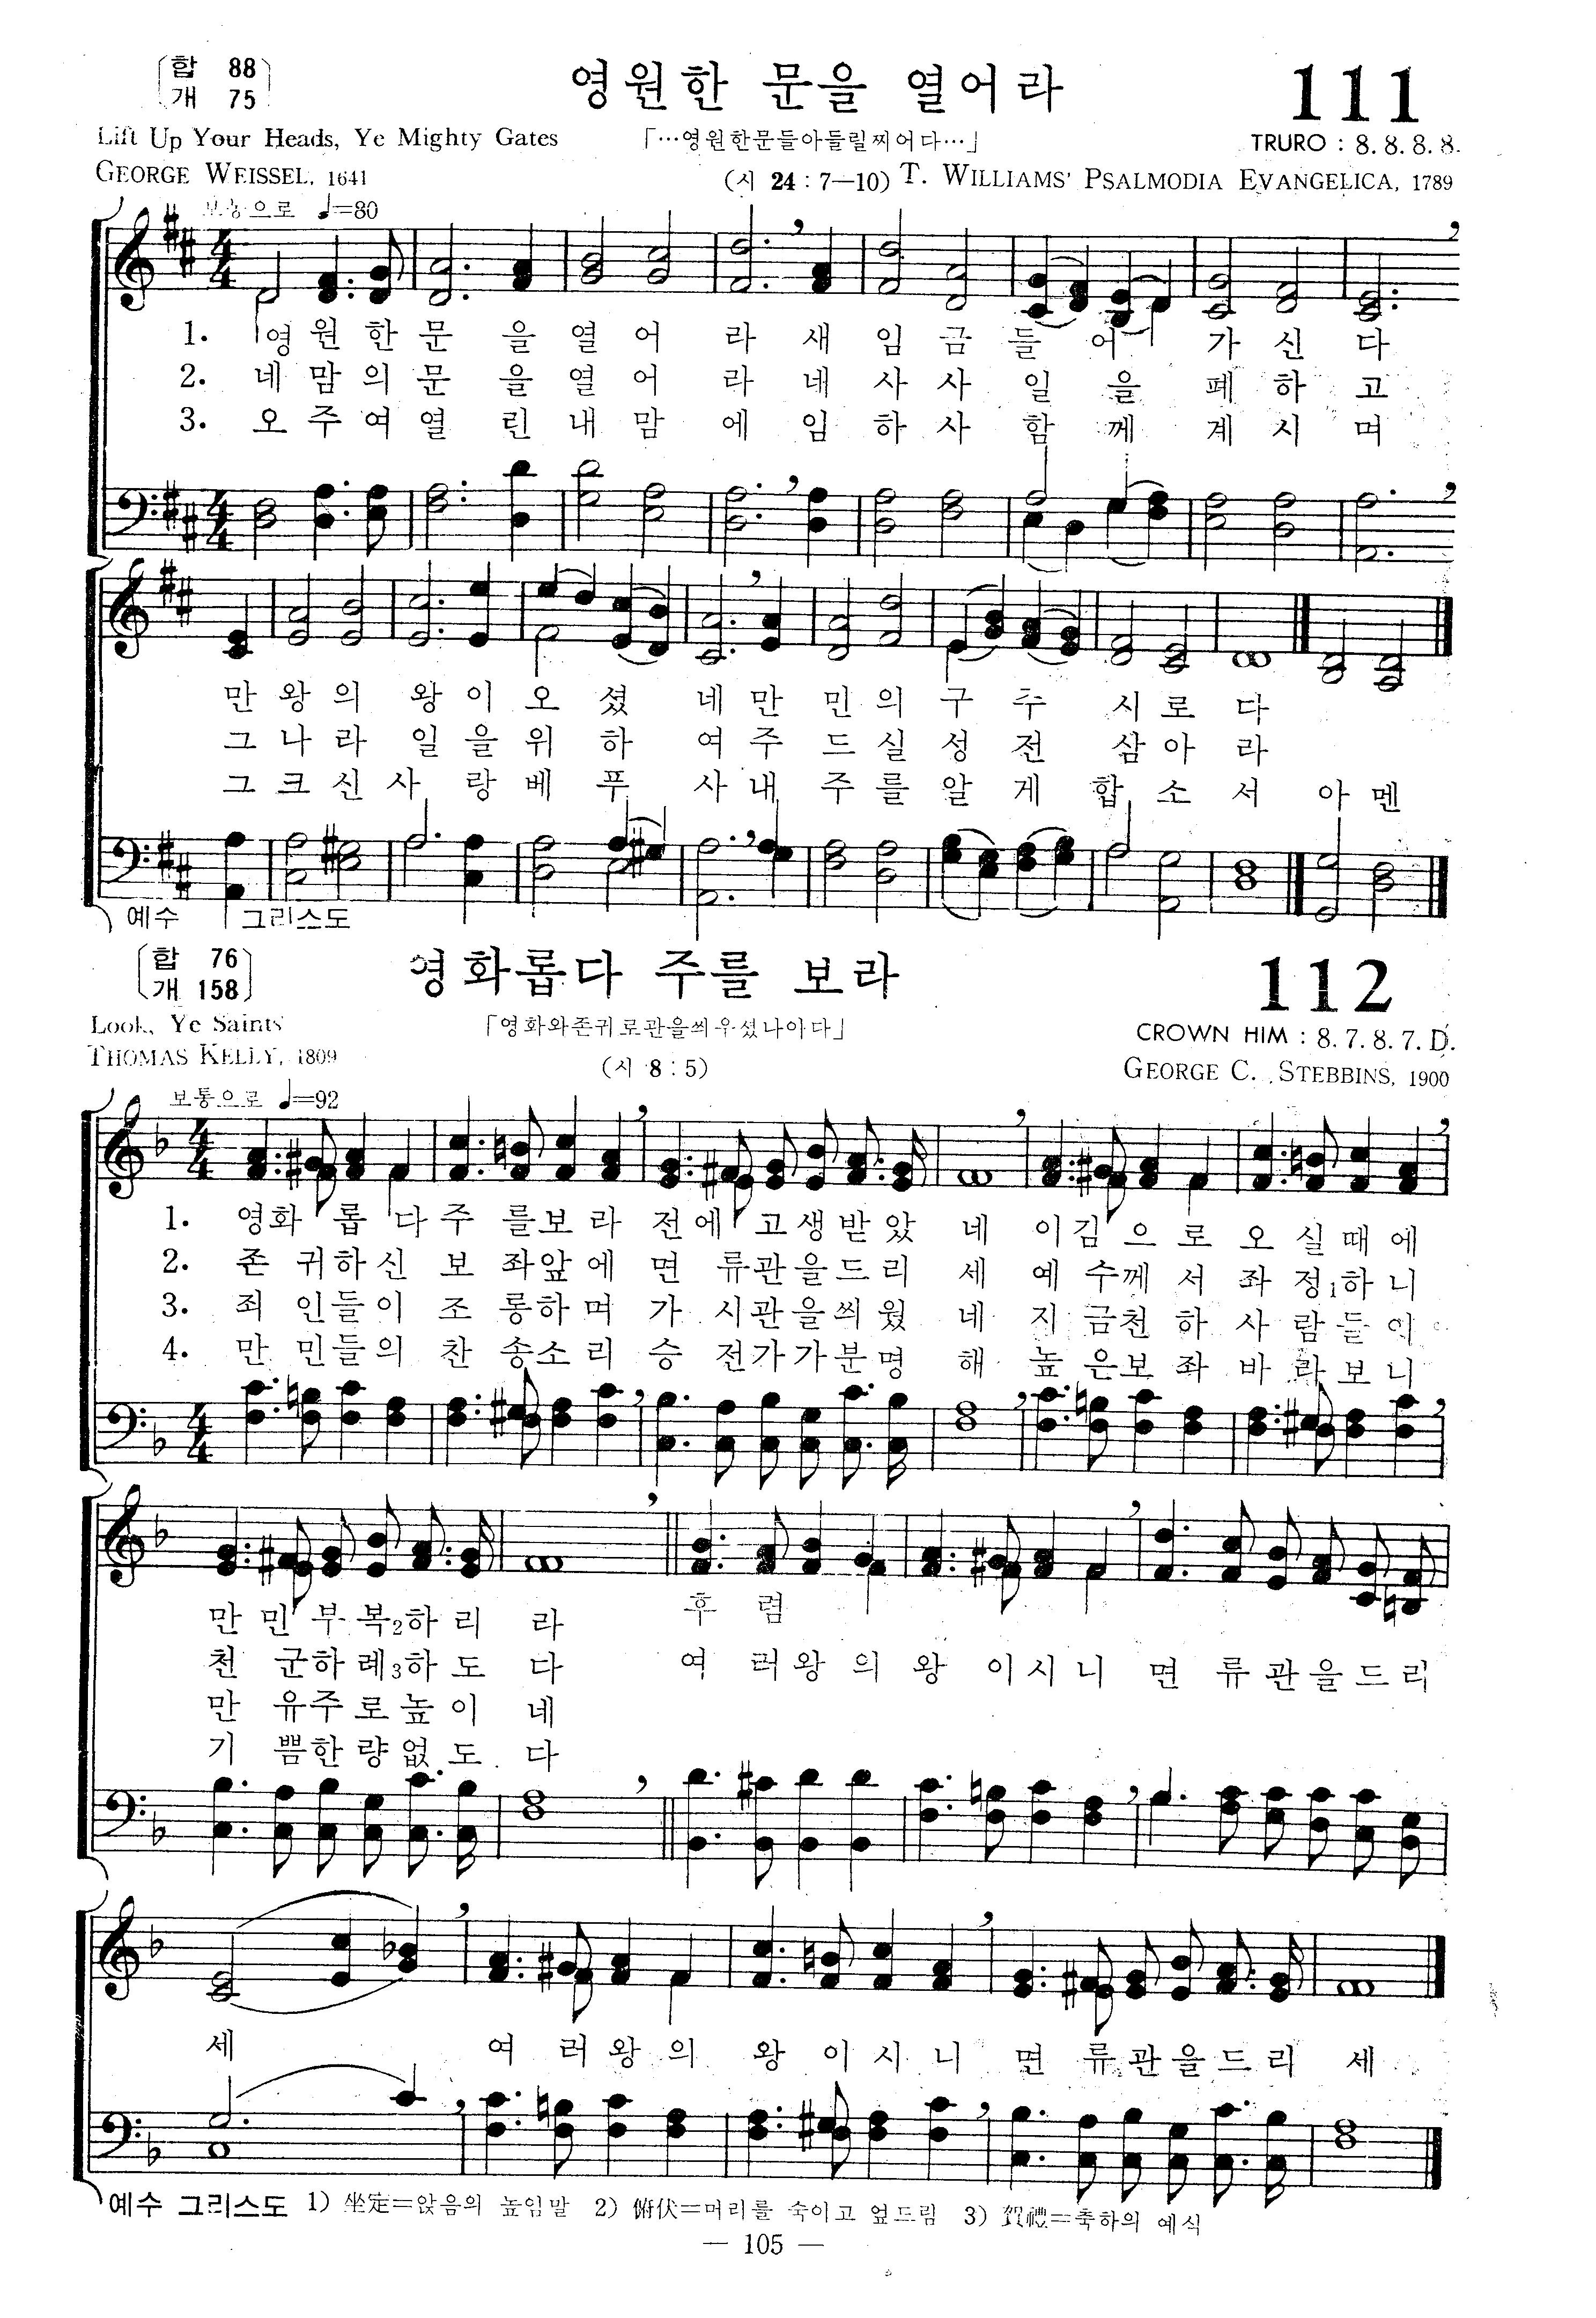 합 88
개 75
영원한 문을 열어라
111
Lift Up Your Heads, Ye Mighty Gates
「…영원한문들아들릴찌어다…」
TRURO : 8. 8. 8. 8.
GEORGE WEISSEL, 1641
(시 24 : 7—10)
T. WILLIAMS' PSALMODIA EVANGELICA, 1789
보통으로 ♩=80
1. 영 원 한 문 을 열 어 라 새 임 금 들 어 가 신 다
2. 네 맘 의 문 을 열 어 라 네 사 사 일 을 폐 하 고
3. 오 주 여 열 린 내 맘 에 임 하 사 함 께 계 시 며
만 왕 의 왕 이 오 셨 네 만 민 의 구 주 시 로 다
그 나 라 일 을 위 하 여 주 드 실 성 전 삼 아 라
그 크 신 사 랑 베 푸 사 내 주 를 알 게 합 소 서 아 멘
예수 그리스도
합 76
개 158
영화롭다 주를 보라
112
Look, Ye Saints
「영화와존귀로관을씌우셨나이다」
CROWN HIM : 8. 7. 8. 7. D.
THOMAS KELLY, 1809
(시 8 : 5)
GEORGE C. STEBBINS, 1900
보통으로 ♩=92
1. 영화 롭 다 주 를보 라 전에 고 생 받 았 네 이 김 으 로 오 실 때 에
2. 존 귀하 신 보 좌앞 에 면 류관 을 드 리 세 예 수께 서 좌 정1하 니
3. 죄 인들 이 조 롱하 며 가 시관 을 씌 웠 네 지 금천 하 사 람 들 이
4. 만 민들 의 찬 송소 리 승 전가 가 분 명 해 높 은보 좌 바 라 보 니
만 민 부 복2하 리 라 후 렴
천 군하 례3하 도 다 여 러 왕 의 왕 이 시 니 면 류 관 을 드 리
만 유주 로 높 이 네
기 쁨한 량 없 도 다
세 여 러 왕 의 왕 이 시 니 면 류 관 을 드 리 세
예수 그리스도 1) 坐定=앉음의 높임말 2) 俯伏=머리를 숙이고 엎드림 3) 賀禮=축하의 예식
— 105 —